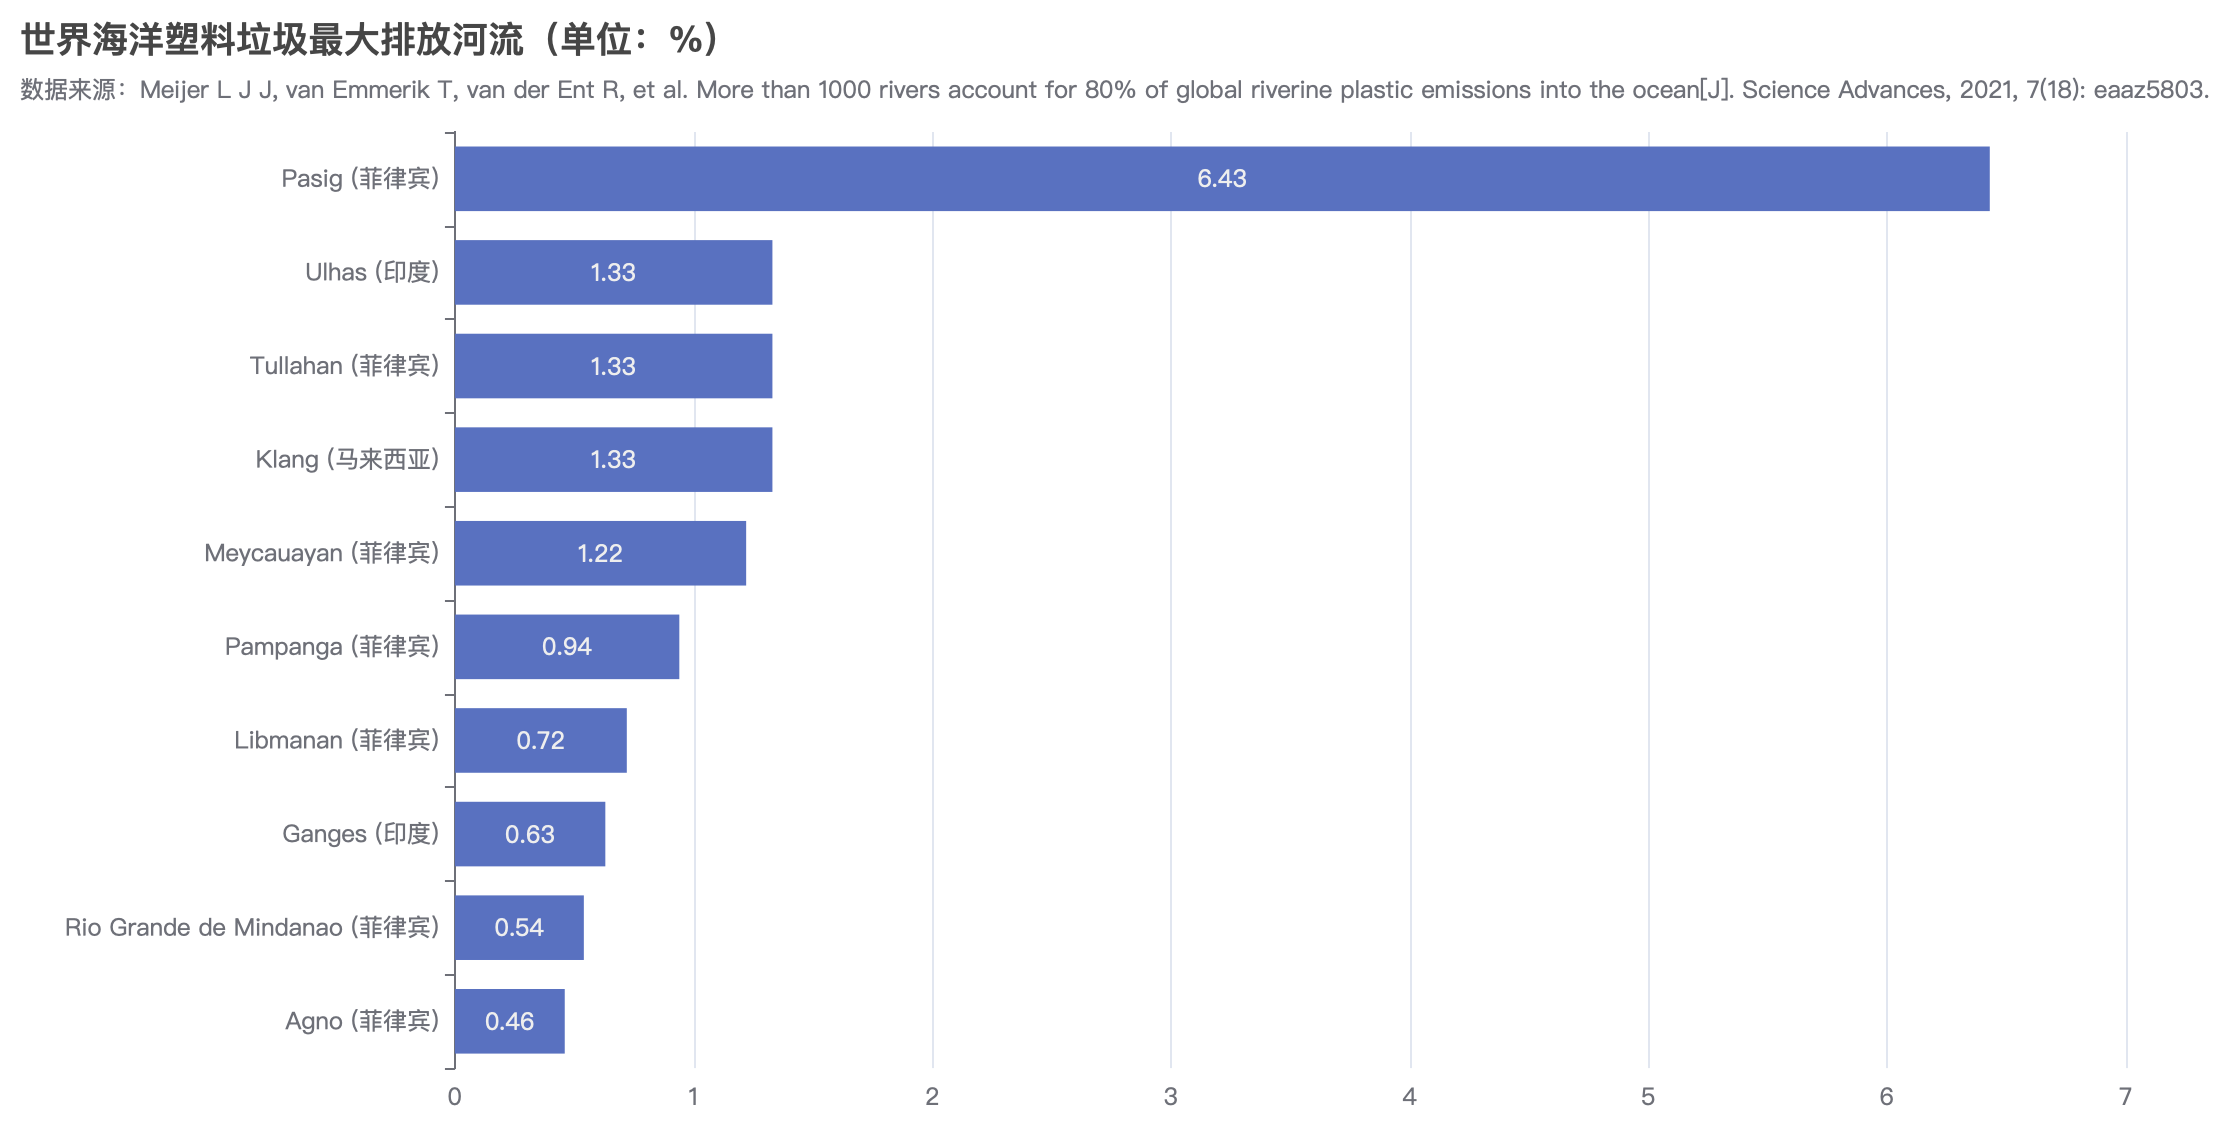 世界海洋塑料垃圾最大排放河流（单位：%）
数据来源：Meijer L J J, van Emmerik T, van der Ent R, et al. More than 1000 rivers account for 80% of global riverine plastic emissions into the ocean[J]. Science Advances, 2021, 7(18): eaaz5803.
Pasig (菲律宾) 6.43
Ulhas (印度) 1.33
Tullahan (菲律宾) 1.33
Klang (马来西亚) 1.33
Meycauayan (菲律宾) 1.22
Pampanga (菲律宾) 0.94
Libmanan (菲律宾) 0.72
Ganges (印度) 0.63
Rio Grande de Mindanao (菲律宾) 0.54
Agno (菲律宾) 0.46
0 1 2 3 4 5 6 7